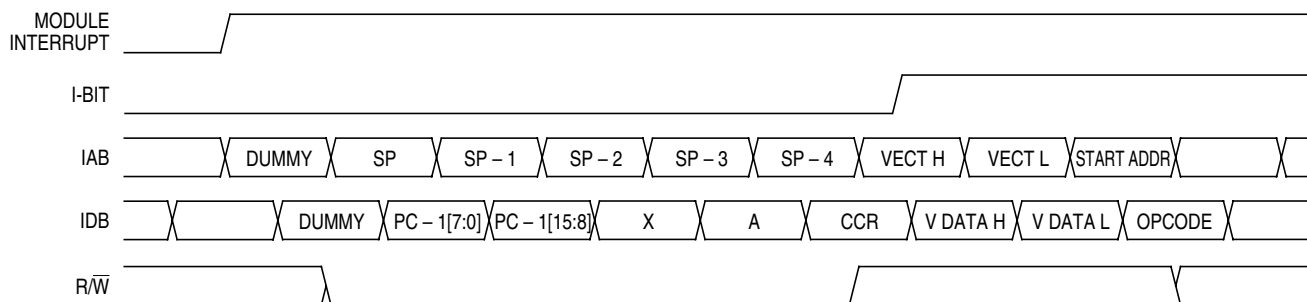 MODULE
INTERRUPT
I-BIT
IAB DUMMY SP SP – 1 SP – 2 SP – 3 SP – 4 VECT H VECT L START ADDR
IDB DUMMY PC – 1[7:0] PC – 1[15:8] X A CCR V DATA H V DATA L OPCODE
R/W̅